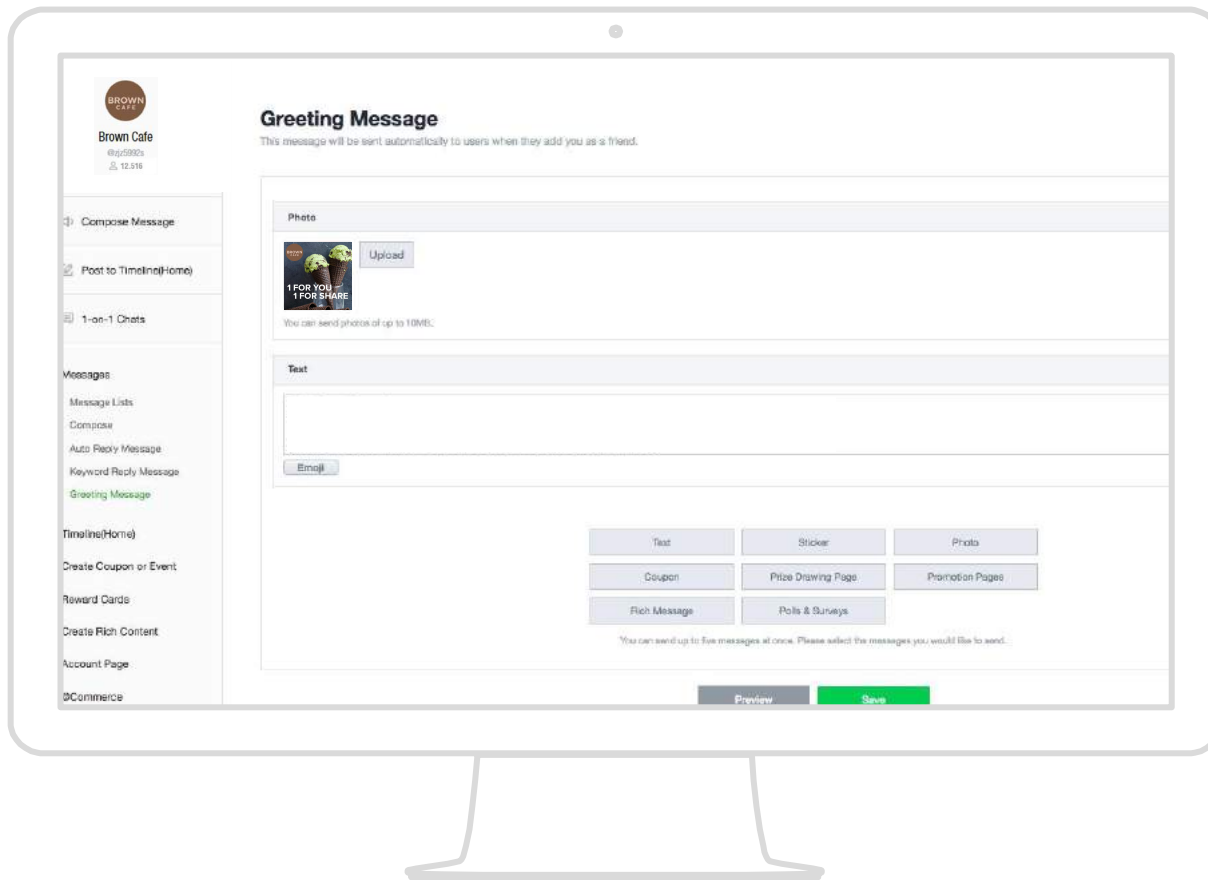 BROWN
CAFE
Brown Cafe
@zjz5992s
12.516
Compose Message
Post to Timeline(Home)
1-on-1 Chats
Messages
Message Lists
Compose
Auto Reply Message
Keyword Reply Message
Greeting Message
Timeline(Home)
Create Coupon or Event
Reward Cards
Create Rich Content
Account Page
@Commerce
Greeting Message
This message will be sent automatically to users when they add you as a friend.
Photo
BROWN
CAFE
1 FOR YOU
1 FOR SHARE
Upload
You can send photos of up to 10MB.
Text
Emoji
Text Sticker Photo
Coupon Prize Drawing Page Promotion Pages
Rich Message Polls & Surveys
You can send up to five messages at once. Please select the messages you would like to send.
Preview Save